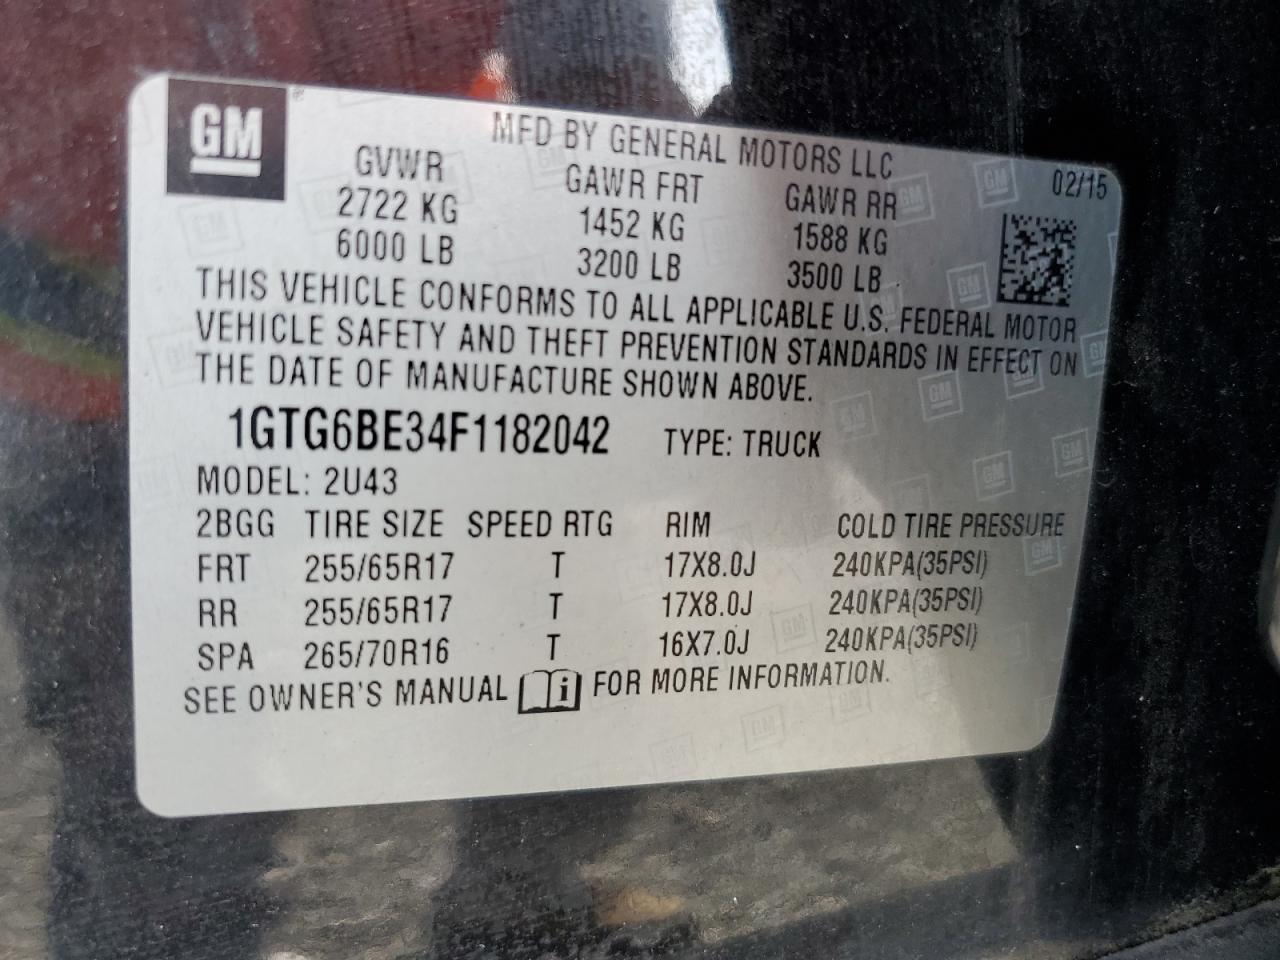 GM
MFD BY GENERAL MOTORS LLC
02/15
GVWR GAWR FRT GAWR RR
2722 KG 1452 KG 1588 KG
6000 LB 3200 LB 3500 LB
THIS VEHICLE CONFORMS TO ALL APPLICABLE U.S. FEDERAL MOTOR
VEHICLE SAFETY AND THEFT PREVENTION STANDARDS IN EFFECT ON
THE DATE OF MANUFACTURE SHOWN ABOVE.
1GTG6BE34F1182042 TYPE: TRUCK
MODEL: 2U43
2BGG TIRE SIZE SPEED RTG RIM COLD TIRE PRESSURE
FRT 255/65R17 T 17X8.0J 240KPA(35PSI)
RR 255/65R17 T 17X8.0J 240KPA(35PSI)
SPA 265/70R16 T 16X7.0J 240KPA(35PSI)
SEE OWNER'S MANUAL i FOR MORE INFORMATION.